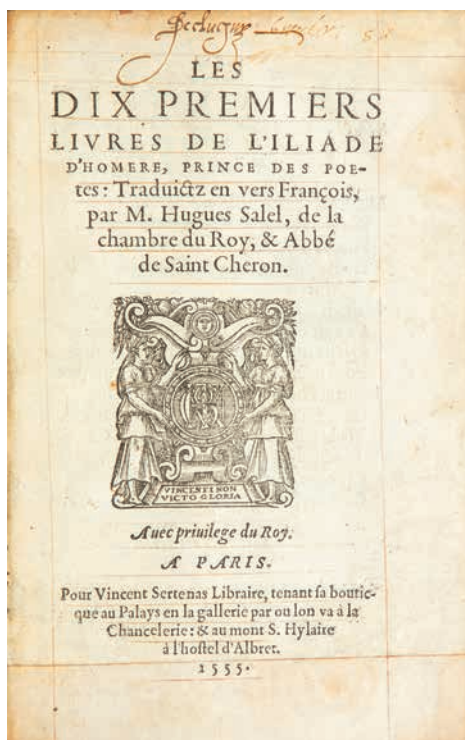 LES
DIX PREMIERS
LIVRES DE L'ILIADE
D'HOMERE, PRINCE DES POE-
tes: Traduictz en vers François,
par M. Hugues Salel, de la
chambre du Roy, & Abbé
de Saint Cheron.
VINCENTI NON
VICTO GLORIA
Auec priuilege du Roy.
A PARIS.
Pour Vincent Sertenas Libraire, tenant sa boutic-
que au Palays en la gallerie par ou lon va à la
Chancelerie: & au mont S. Hylaire
à l'hostel d'Albret.
1555.